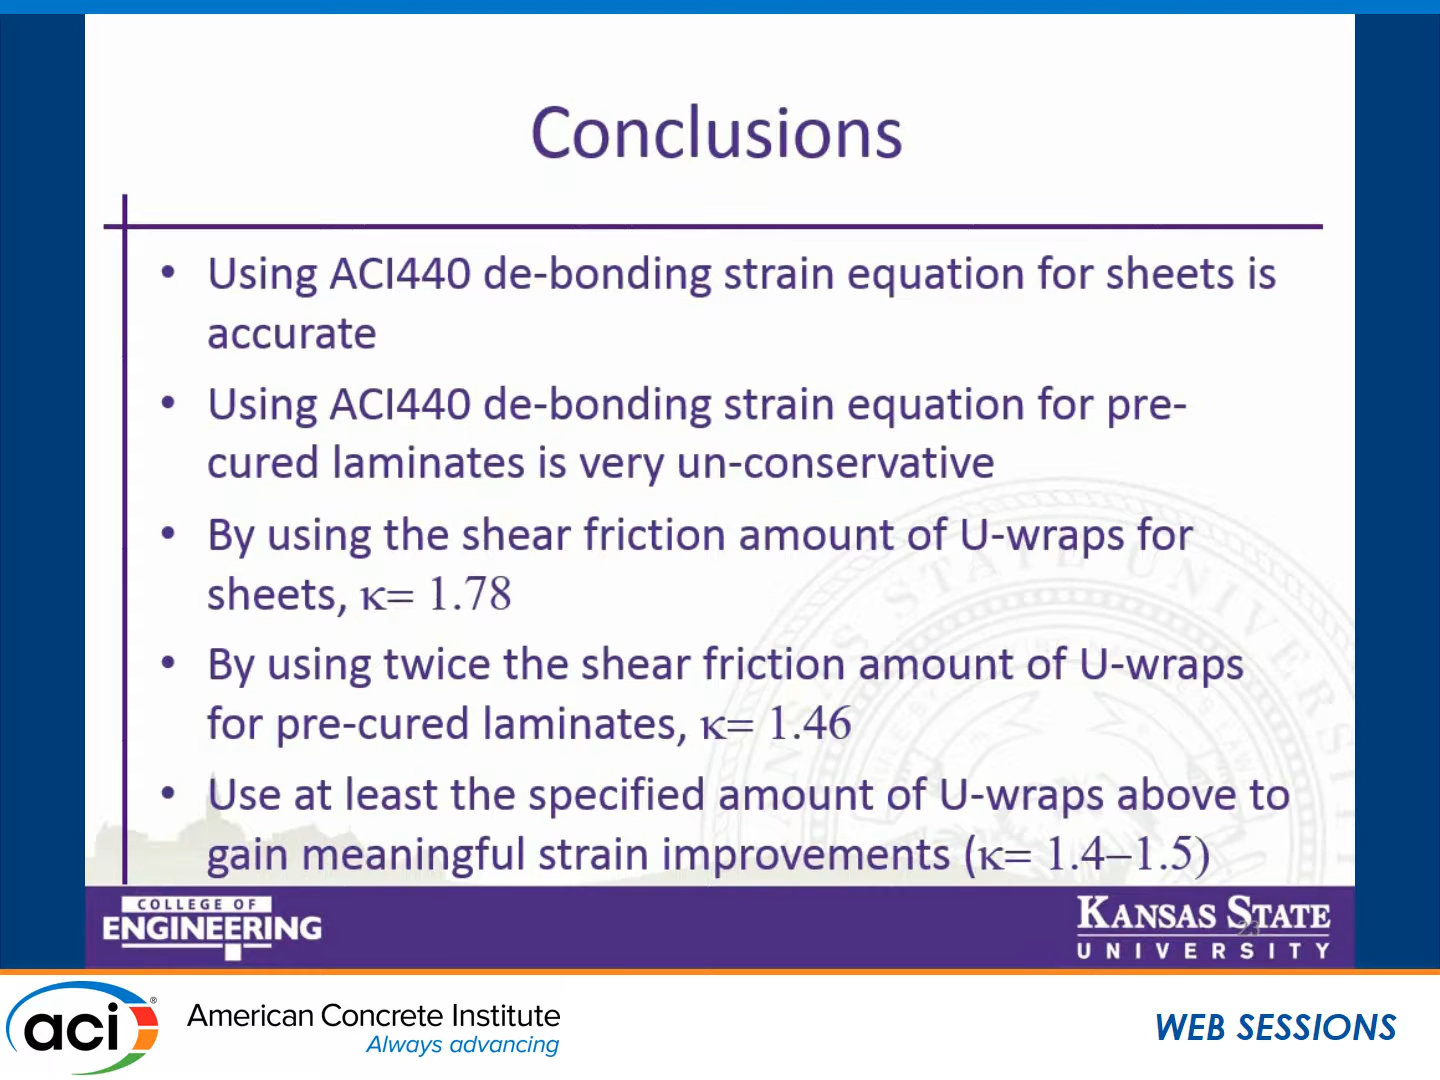 Conclusions
• Using ACI440 de-bonding strain equation for sheets is
accurate
• Using ACI440 de-bonding strain equation for pre-
cured laminates is very un-conservative
• By using the shear friction amount of U-wraps for
sheets, κ= 1.78
• By using twice the shear friction amount of U-wraps
for pre-cured laminates, κ= 1.46
• Use at least the specified amount of U-wraps above to
gain meaningful strain improvements (κ= 1.4–1.5)
COLLEGE OF
ENGINEERING
KANSAS STATE
UNIVERSITY
aci®
American Concrete Institute
Always advancing
WEB SESSIONS